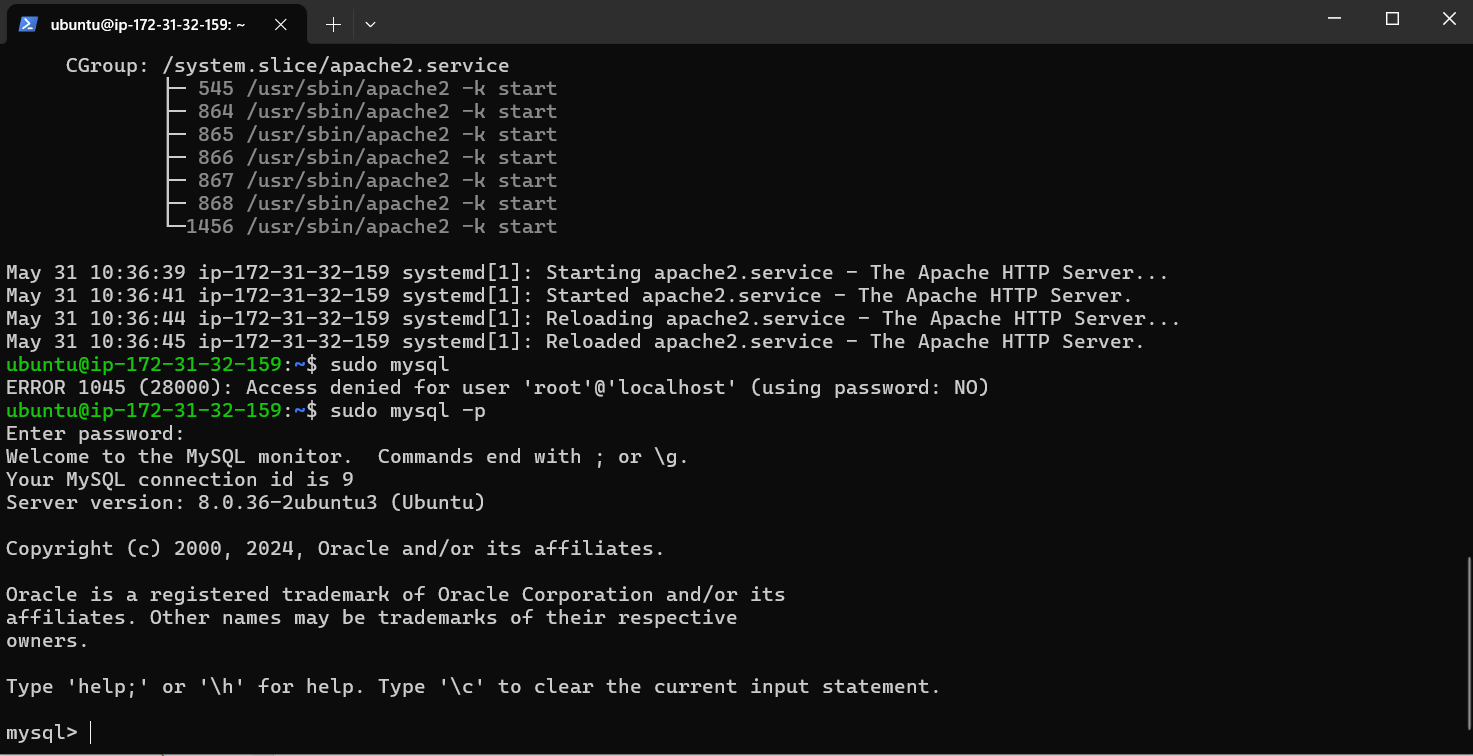 ubuntu@ip-172-31-32-159: ~
CGroup: /system.slice/apache2.service
├─ 545 /usr/sbin/apache2 -k start
├─ 864 /usr/sbin/apache2 -k start
├─ 865 /usr/sbin/apache2 -k start
├─ 866 /usr/sbin/apache2 -k start
├─ 867 /usr/sbin/apache2 -k start
├─ 868 /usr/sbin/apache2 -k start
└─1456 /usr/sbin/apache2 -k start
May 31 10:36:39 ip-172-31-32-159 systemd[1]: Starting apache2.service - The Apache HTTP Server...
May 31 10:36:41 ip-172-31-32-159 systemd[1]: Started apache2.service - The Apache HTTP Server.
May 31 10:36:44 ip-172-31-32-159 systemd[1]: Reloading apache2.service - The Apache HTTP Server...
May 31 10:36:45 ip-172-31-32-159 systemd[1]: Reloaded apache2.service - The Apache HTTP Server.
ubuntu@ip-172-31-32-159:~$ sudo mysql
ERROR 1045 (28000): Access denied for user 'root'@'localhost' (using password: NO)
ubuntu@ip-172-31-32-159:~$ sudo mysql -p
Enter password:
Welcome to the MySQL monitor.  Commands end with ; or \g.
Your MySQL connection id is 9
Server version: 8.0.36-2ubuntu3 (Ubuntu)
Copyright (c) 2000, 2024, Oracle and/or its affiliates.
Oracle is a registered trademark of Oracle Corporation and/or its
affiliates. Other names may be trademarks of their respective
owners.
Type 'help;' or '\h' for help. Type '\c' to clear the current input statement.
mysql>